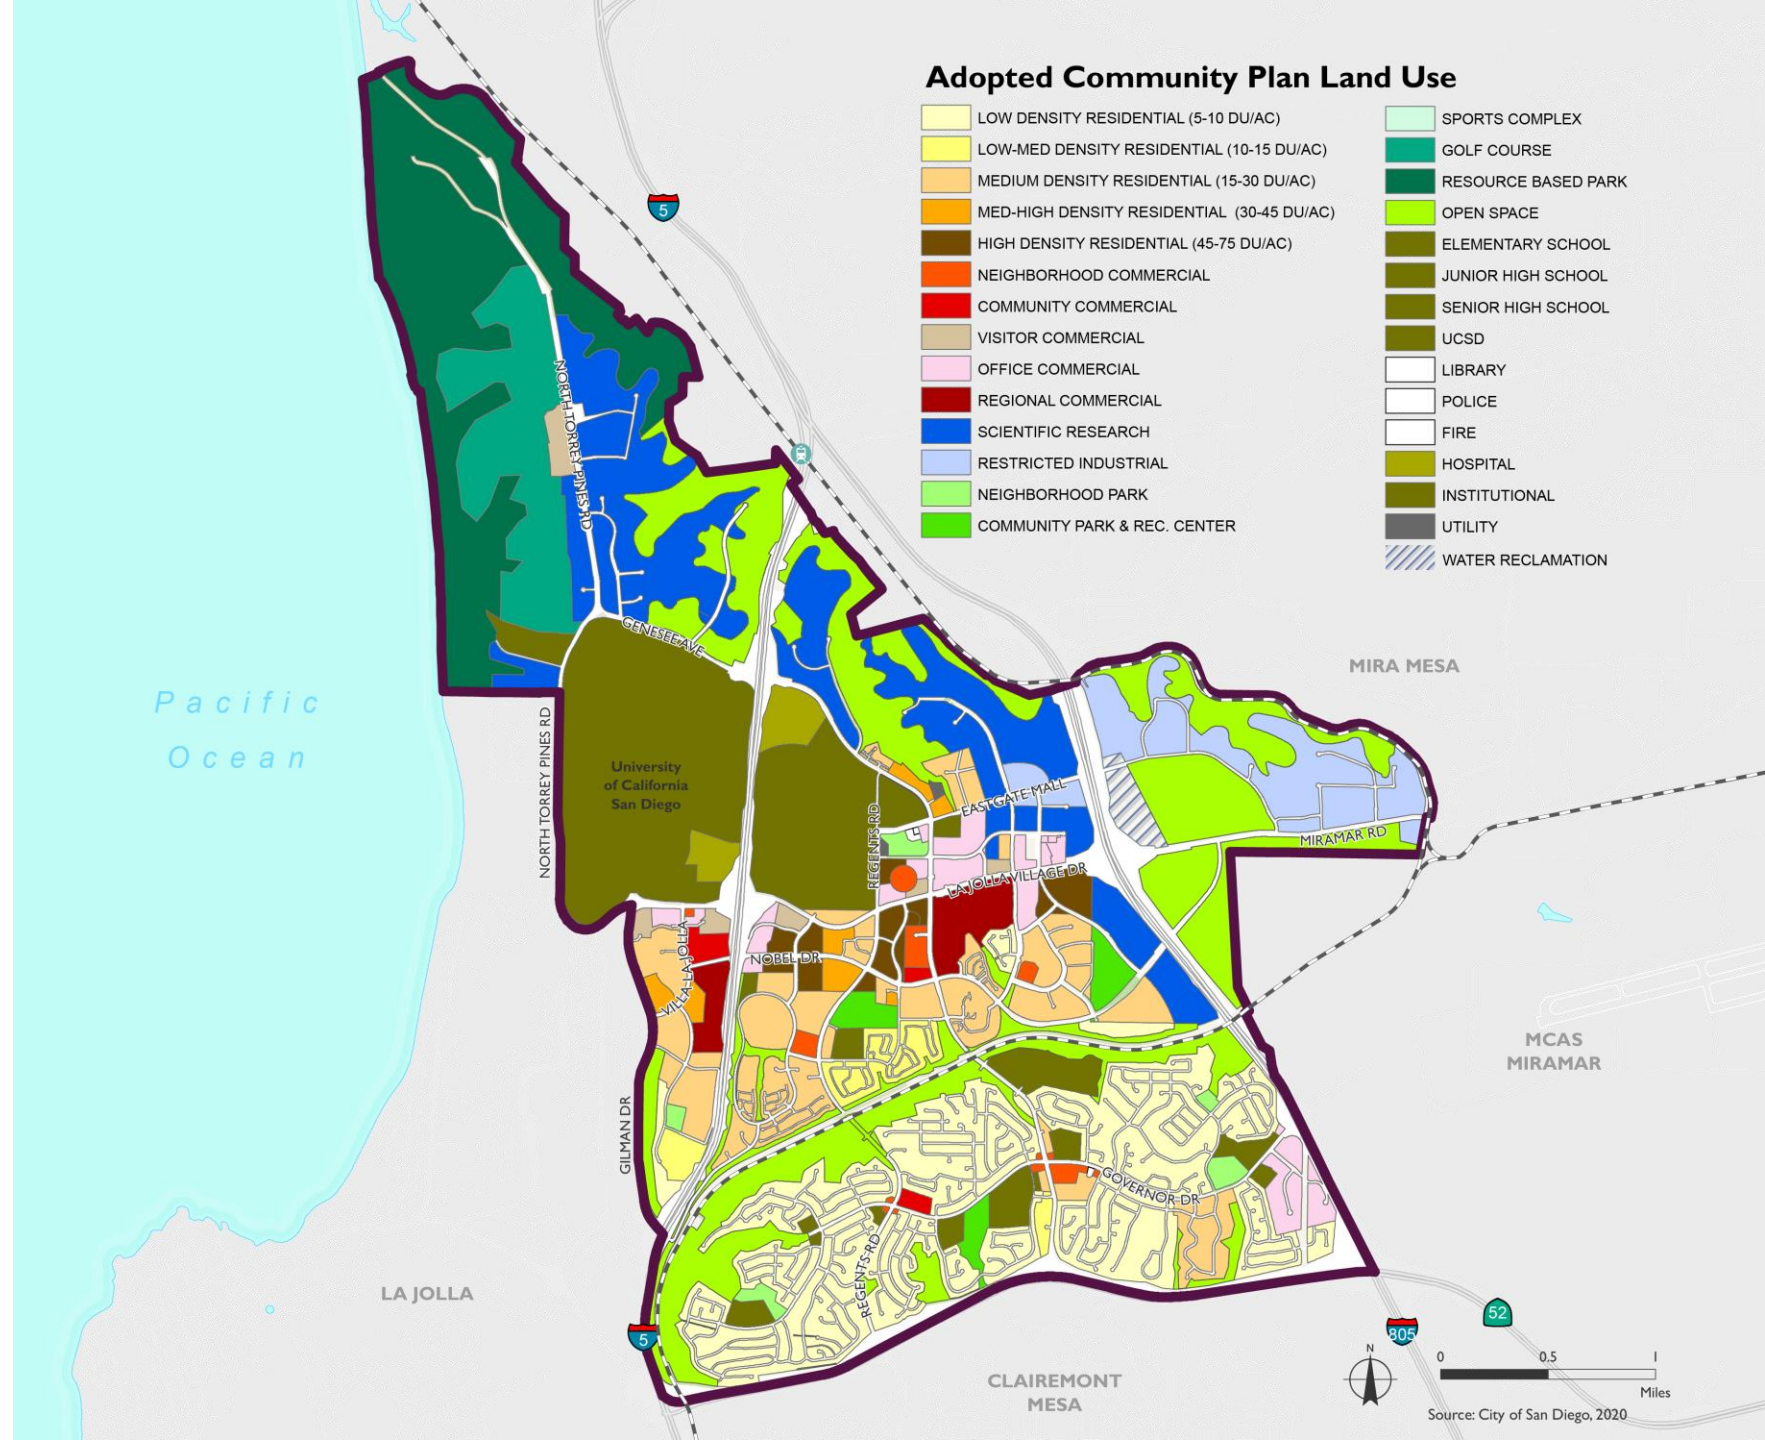 Adopted Community Plan Land Use
LOW DENSITY RESIDENTIAL (5-10 DU/AC)
LOW-MED DENSITY RESIDENTIAL (10-15 DU/AC)
MEDIUM DENSITY RESIDENTIAL (15-30 DU/AC)
MED-HIGH DENSITY RESIDENTIAL (30-45 DU/AC)
HIGH DENSITY RESIDENTIAL (45-75 DU/AC)
NEIGHBORHOOD COMMERCIAL
COMMUNITY COMMERCIAL
VISITOR COMMERCIAL
OFFICE COMMERCIAL
REGIONAL COMMERCIAL
SCIENTIFIC RESEARCH
RESTRICTED INDUSTRIAL
NEIGHBORHOOD PARK
COMMUNITY PARK & REC. CENTER
SPORTS COMPLEX
GOLF COURSE
RESOURCE BASED PARK
OPEN SPACE
ELEMENTARY SCHOOL
JUNIOR HIGH SCHOOL
SENIOR HIGH SCHOOL
UCSD
LIBRARY
POLICE
FIRE
HOSPITAL
INSTITUTIONAL
UTILITY
WATER RECLAMATION
5
NORTH TORREY PINES RD
GENESEE AVE
MIRA MESA
Pacific
Ocean
NORTH TORREY PINES RD
University
of California
San Diego
REGENTS RD
EASTGATE MALL
MIRAMAR RD
LA JOLLA VILLAGE DR
VILLA LA JOLLA
NOBEL DR
MCAS
MIRAMAR
GILMAN DR
GOVERNOR DR
REGENTS RD
LA JOLLA
5
CLAIREMONT
MESA
52
805
N
0 0.5 1
Miles
Source: City of San Diego, 2020